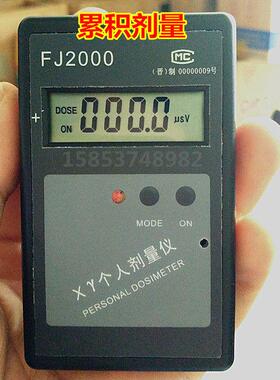 累积剂量
FJ2000
MC
(晋)制 00000009号
DOSE
ON
000.0
μSV
+
15853748982
MODE
ON
Xγ个人剂量仪
PERSONAL DOSIMETER